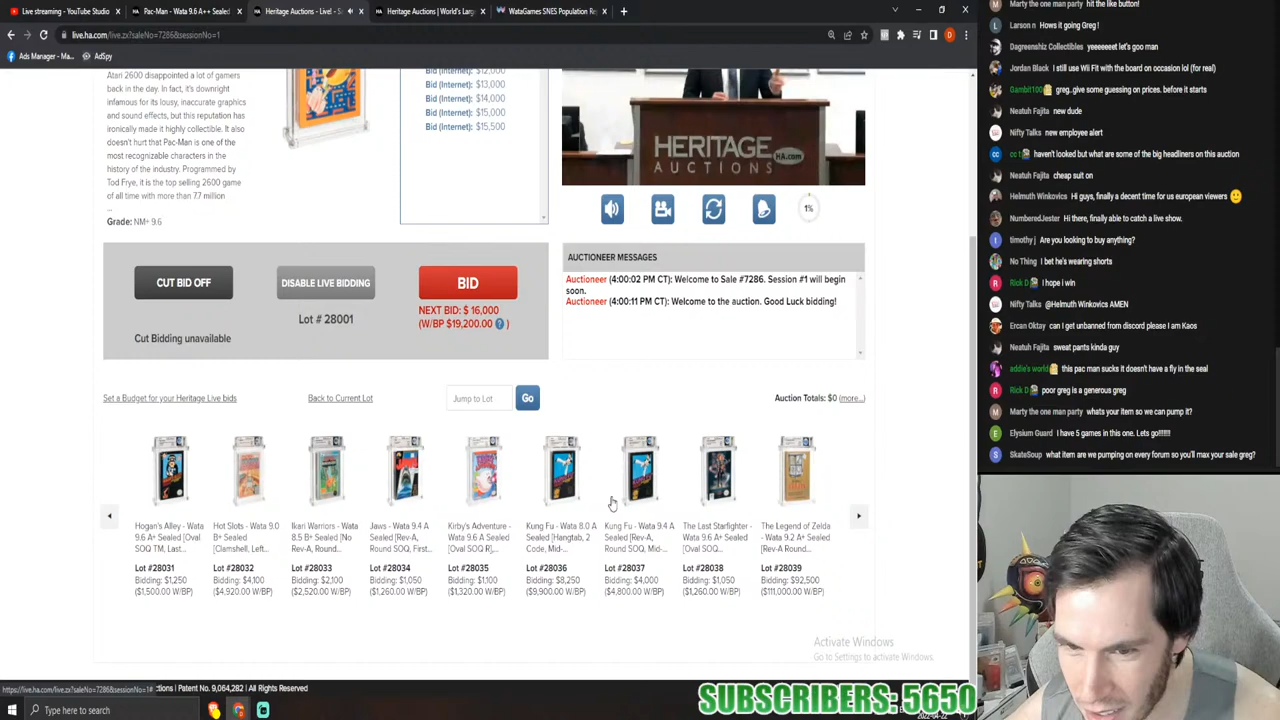 Live streaming - YouTube Studio
Pac-Man - Wata 9.6 A++ Sealed
Heritage Auctions - Live! - S
Heritage Auctions | World's Larg
WataGames SNES Population Re
live.ha.com/live.zx?saleNo=7286&sessionNo=1
Ads Manager - Ma...
AdSpy
Atari 2600 disappointed a lot of gamers
back in the day. In fact, it's downright
infamous for its lousy, inaccurate graphics
and sound effects, but this reputation has
ironically made it highly collectible. It also
doesn't hurt that Pac-Man is one of the
most recognizable characters in the
history of the industry. Programmed by
Tod Frye, it is the top selling 2600 game
of all time with more than 7.7 million
..
Grade: NM+ 9.6
Bid (Internet): $12,000
Bid (Internet): $13,000
Bid (Internet): $14,000
Bid (Internet): $15,000
Bid (Internet): $15,500
HERITAGE HA.com
AUCTIONS
1%
CUT BID OFF
DISABLE LIVE BIDDING
BID
NEXT BID: $ 16,000
(W/BP $19,200.00 ? )
Lot # 28001
Cut Bidding unavailable
AUCTIONEER MESSAGES
Auctioneer (4:00:02 PM CT): Welcome to Sale #7286. Session #1 will begin
soon.
Auctioneer (4:00:11 PM CT): Welcome to the auction. Good Luck bidding!
Set a Budget for your Heritage Live bids
Back to Current Lot
Jump to Lot
Go
Auction Totals: $0 (more...)
Hogan's Alley - Wata
9.6 A+ Sealed [Oval
SOQ TM, Last...
Lot #28031
Bidding: $1,250
($1,500.00 W/BP)
Hot Slots - Wata 9.0
B+ Sealed
[Clamshell, Left...
Lot #28032
Bidding: $4,100
($4,920.00 W/BP)
Ikari Warriors - Wata
8.5 B+ Sealed [No
Rev-A, Round...
Lot #28033
Bidding: $2,100
($2,520.00 W/BP)
Jaws - Wata 9.4 A
Sealed [Rev-A,
Round SOQ, First...
Lot #28034
Bidding: $1,050
($1,260.00 W/BP)
Kirby's Adventure -
Wata 9.6 A Sealed
[Oval SOQ R],...
Lot #28035
Bidding: $1,100
($1,320.00 W/BP)
Kung Fu - Wata 8.0 A
Sealed [Hangtab, 2
Code, Mid-...
Lot #28036
Bidding: $8,250
($9,900.00 W/BP)
Kung Fu - Wata 9.4 A
Sealed [Rev-A,
Round SOQ, Mid-...
Lot #28037
Bidding: $4,000
($4,800.00 W/BP)
The Last Starfighter -
Wata 9.6 A+ Sealed
[Oval SOQ...
Lot #28038
Bidding: $1,050
($1,260.00 W/BP)
The Legend of Zelda
- Wata 9.2 A+ Sealed
[Rev-A Round...
Lot #28039
Bidding: $92,500
($111,000.00 W/BP)
Activate Windows
Go to Settings to activate Windows.
https://live.ha.com/live.zx?saleNo=7286&sessionNo=1#
| Patent No. 9,064,282 | All Rights Reserved
Type here to search
SUBSCRIBERS: 5650
Marty the one man party hit the like button!
Larson n Hows it going Greg !
Dagreenshiz Collectibles yeeeeeeet let's goo man
Jordan Black I still use Wii Fit with the board on occasion lol (for real)
Gambit100 greg..give some guessing on prices. before it starts
Neatuh Fajita new dude
Nifty Talks new employee alert
cc t haven't looked but what are some of the big headliners on this auction
Neatuh Fajita cheap suit on
Helmuth Winkovics Hi guys, finally a decent time for us european viewers
NumberedJester Hi there, finally able to catch a live show.
timothy j Are you looking to buy anything?
No Thing I bet he's wearing shorts
Rick D I hope i win
Nifty Talks @Helmuth Winkovics AMEN
Ercan Oktay can I get unbanned from discord please I am Kaos
Neatuh Fajita sweat pants kinda guy
addie's world this pac man sucks it doesn't have a fly in the seal
Rick D poor greg is a generous greg
Marty the one man party whats your item so we can pump it?
Elysium Guard I have 5 games in this one. Lets go!!!!!!!
SkateSoup what item are we pumping on every forum so you'll max your sale greg?